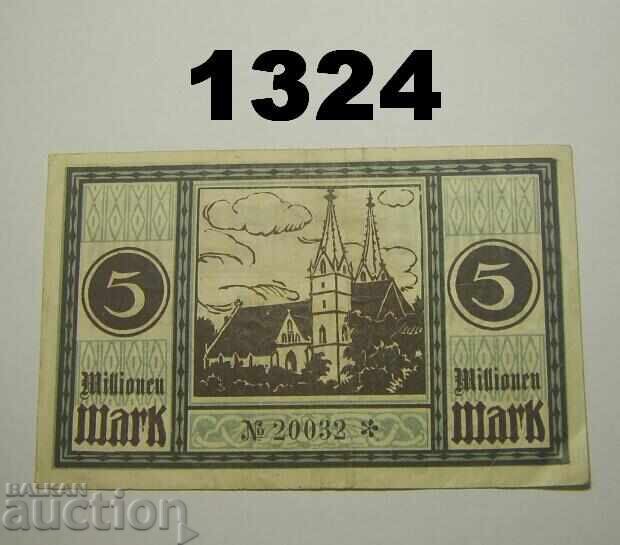 1324
5
5
Millionen
Mark
Millionen
Mark
№ 20032 *
BALKAN
auction